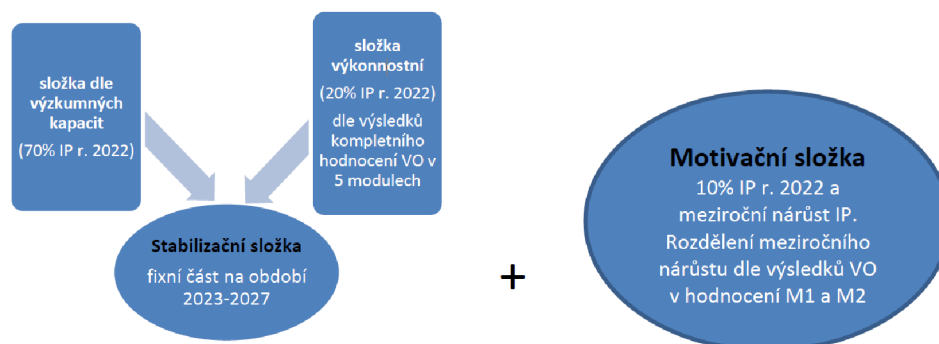 složka dle
výzkumných
kapacit
(70% IP r. 2022)
složka
výkonnostní
(20% IP r. 2022)
dle výsledků
kompletního
hodnocení VO v
5 modulech
Stabilizační složka
fixní část na období
2023-2027
+
Motivační složka
10% IP r. 2022 a
meziroční nárůst IP.
Rozdělení meziročního
nárůstu dle výsledků VO
v hodnocení M1 a M2